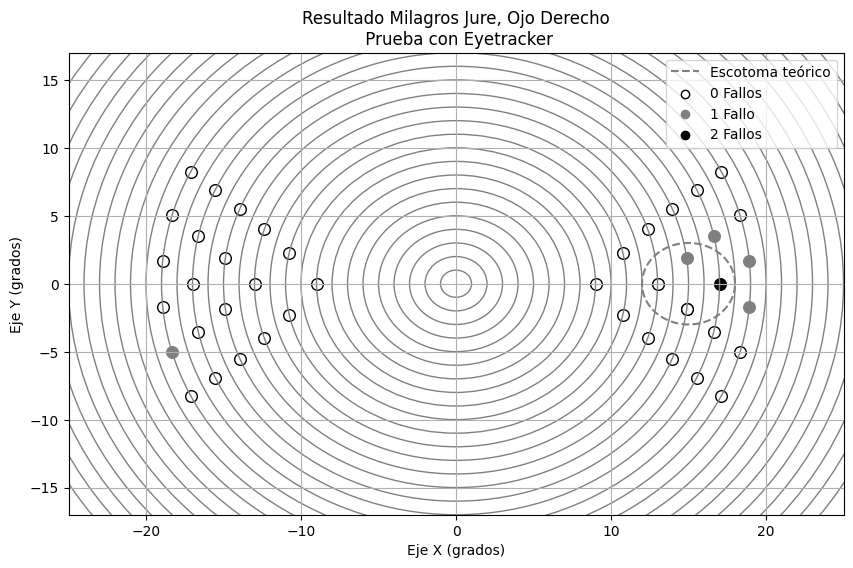 Resultado Milagros Jure, Ojo Derecho
Prueba con Eyetracker
Escotoma teórico
0 Fallos
1 Fallo
2 Fallos
Eje Y (grados)
15
10
5
0
−5
−10
−15
−20
−10
0
10
20
Eje X (grados)